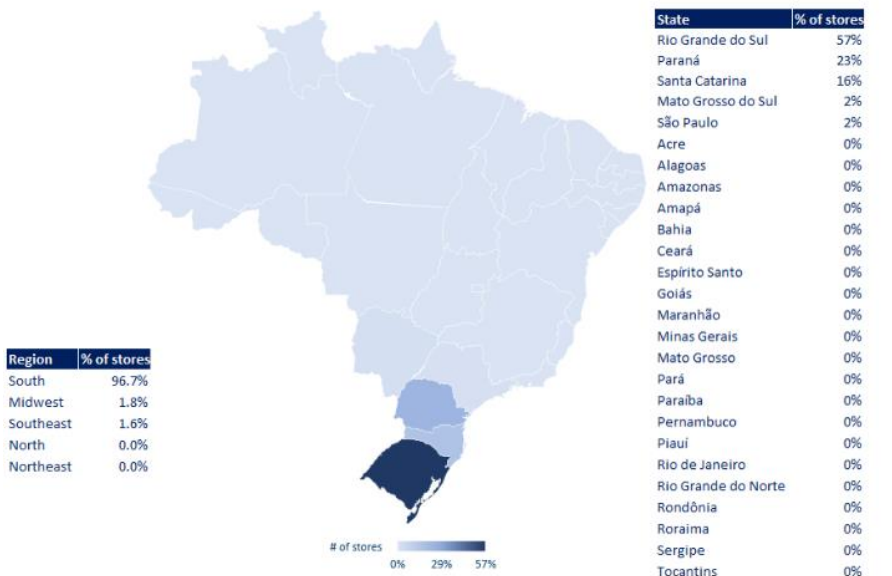 State % of stores
Rio Grande do Sul 57%
Paraná 23%
Santa Catarina 16%
Mato Grosso do Sul 2%
São Paulo 2%
Acre 0%
Alagoas 0%
Amazonas 0%
Amapá 0%
Bahia 0%
Ceará 0%
Espírito Santo 0%
Goiás 0%
Maranhão 0%
Minas Gerais 0%
Mato Grosso 0%
Pará 0%
Paraíba 0%
Pernambuco 0%
Piauí 0%
Rio de Janeiro 0%
Rio Grande do Norte 0%
Rondônia 0%
Roraima 0%
Sergipe 0%
Tocantins 0%
Region % of stores
South 96.7%
Midwest 1.8%
Southeast 1.6%
North 0.0%
Northeast 0.0%
# of stores
0% 29% 57%